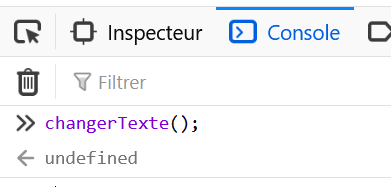 Inspecteur Console
Filtrer
>> changerTexte();
← undefined